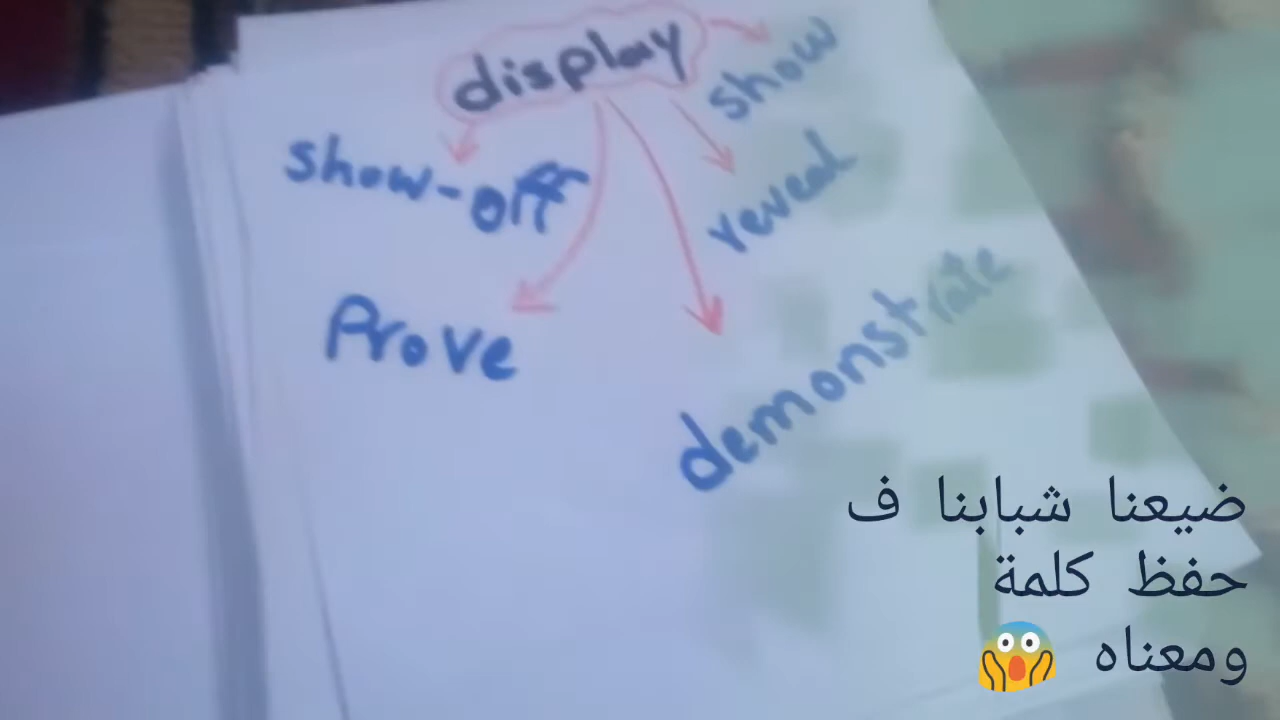 display
show
show-off
reveal
Prove
demonstrate
ضيعنا شبابنا ف
حفظ كلمة
ومعناه 😱